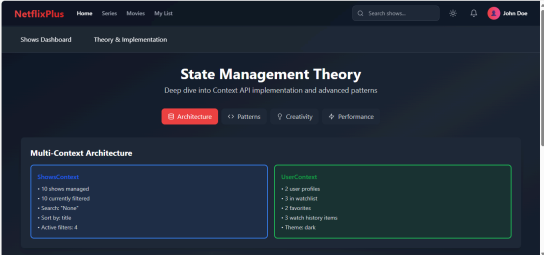 NetflixPlus Home Series Movies My List Search shows... John Doe
Shows Dashboard Theory & Implementation
State Management Theory
Deep dive into Context API implementation and advanced patterns
Architecture <> Patterns Creativity Performance
Multi-Context Architecture
ShowsContext
• 10 shows managed
• 10 currently filtered
• Search: "None"
• Sort by: title
• Active filters: 4
UserContext
• 2 user profiles
• 3 in watchlist
• 2 favorites
• 3 watch history items
• Theme: dark